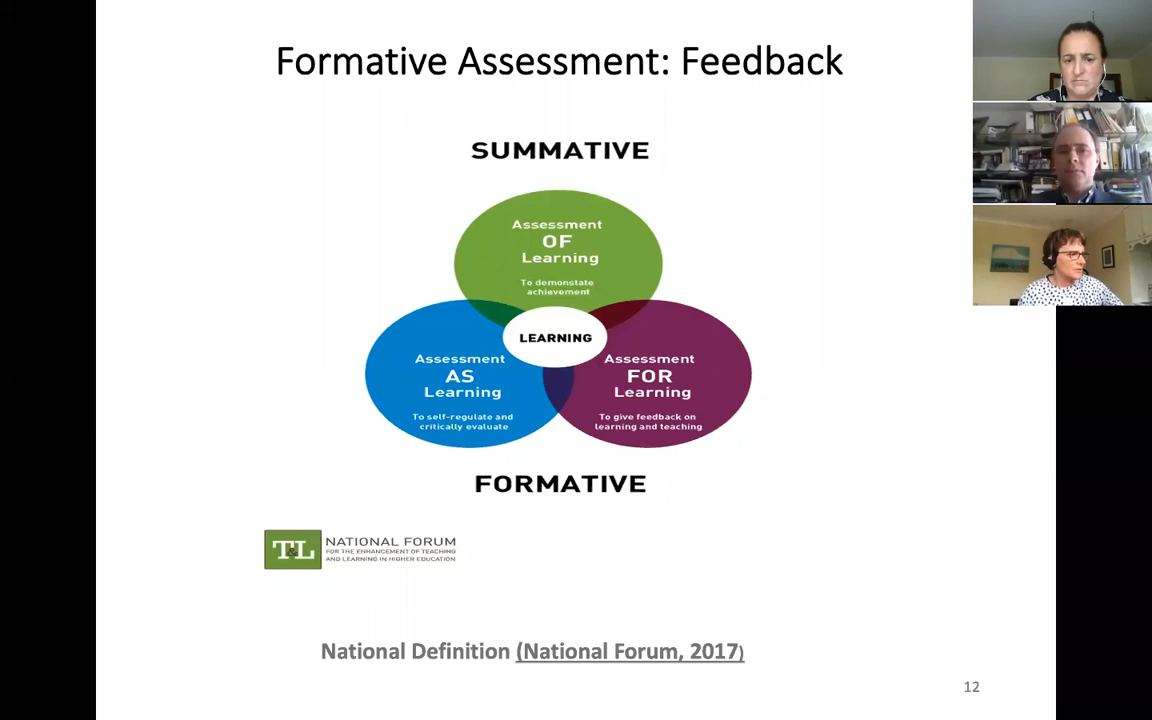 Formative Assessment: Feedback
SUMMATIVE
Assessment
OF
Learning
To demonstate
achievement
LEARNING
Assessment
AS
Learning
To self-regulate and
critically evaluate
Assessment
FOR
Learning
To give feedback on
learning and teaching
FORMATIVE
T&L
NATIONAL FORUM
FOR THE ENHANCEMENT OF TEACHING
AND LEARNING IN HIGHER EDUCATION
National Definition (National Forum, 2017)
12